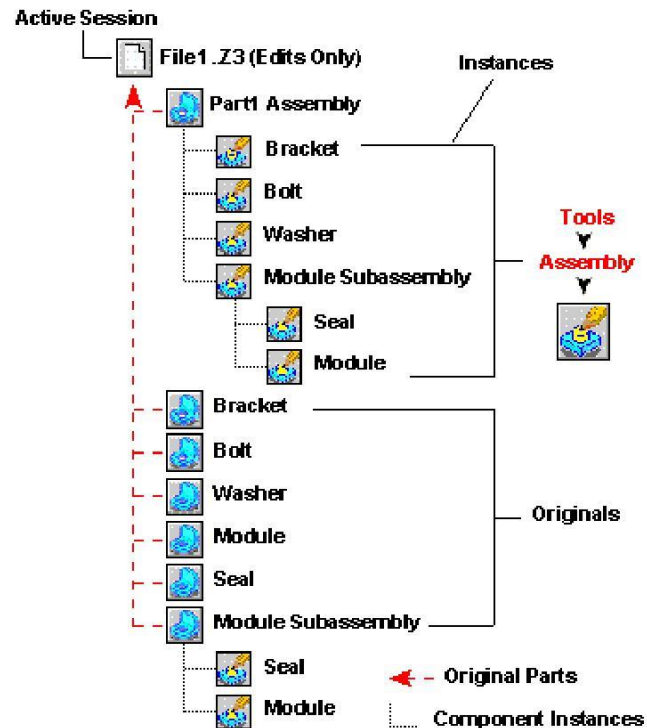 Active Session
File1.Z3 (Edits Only)
Instances
Part1 Assembly
Bracket
Bolt
Washer
Module Subassembly
Seal
Module
Tools
Assembly
Bracket
Bolt
Washer
Module
Seal
Module Subassembly
Originals
Seal
Module
Original Parts
Component Instances